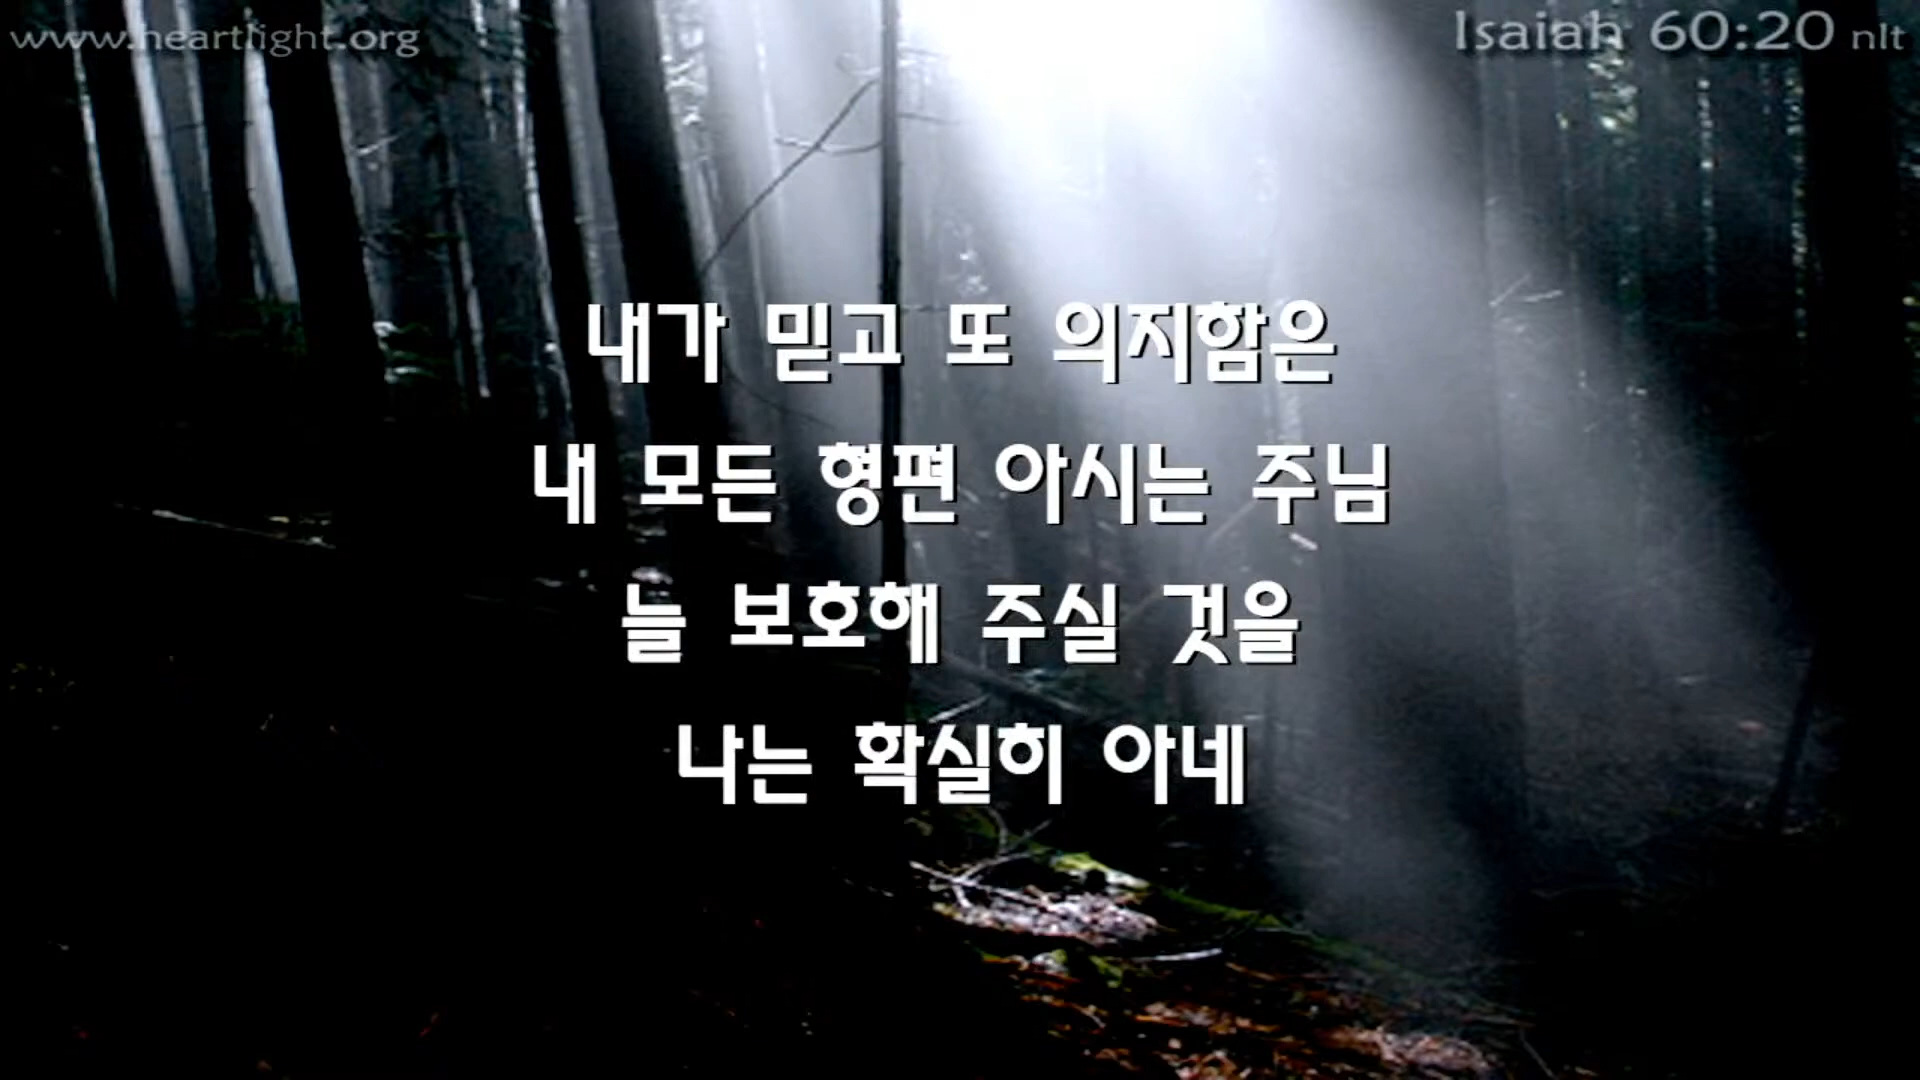 www.heartlight.org
Isaiah 60:20 nlt
내가 믿고 또 의지함은
내 모든 형편 아시는 주님
늘 보호해 주실 것을
나는 확실히 아네